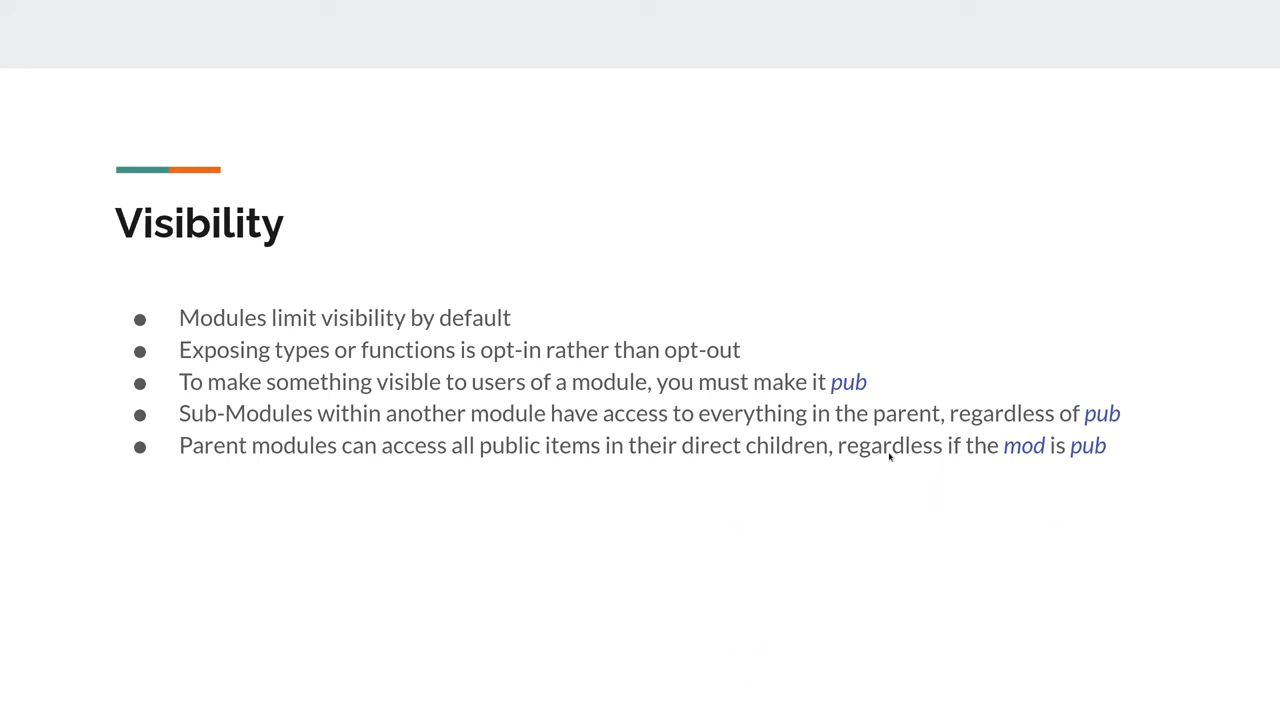 Visibility
● Modules limit visibility by default
● Exposing types or functions is opt-in rather than opt-out
● To make something visible to users of a module, you must make it pub
● Sub-Modules within another module have access to everything in the parent, regardless of pub
● Parent modules can access all public items in their direct children, regardless if the mod is pub